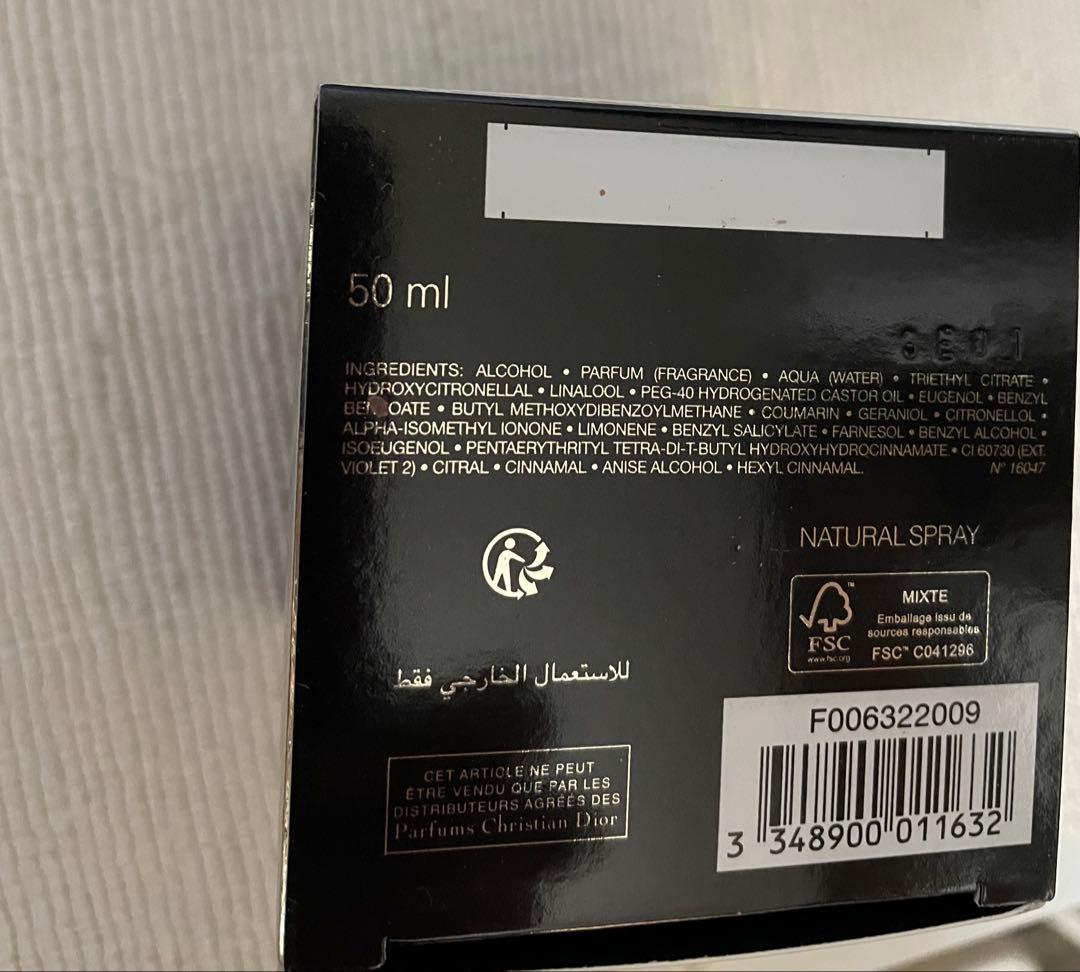 50 ml
INGREDIENTS: ALCOHOL • PARFUM (FRAGRANCE) • AQUA (WATER) • TRIETHYL CITRATE •
HYDROXYCITRONELLAL • LINALOOL • PEG-40 HYDROGENATED CASTOR OIL • EUGENOL • BENZYL
BENZOATE • BUTYL METHOXYDIBENZOYLMETHANE • COUMARIN • GERANIOL • CITRONELLOL •
ALPHA-ISOMETHYL IONONE • LIMONENE • BENZYL SALICYLATE • FARNESOL • BENZYL ALCOHOL •
ISOEUGENOL • PENTAERYTHRITYL TETRA-DI-T-BUTYL HYDROXYHYDROCINNAMATE • CI 60730 (EXT.
VIOLET 2) • CITRAL • CINNAMAL • ANISE ALCOHOL • HEXYL CINNAMAL. N° 16047
NATURAL SPRAY
FSC
www.fsc.org
MIXTE
Emballage issu de
sources responsables
FSC™ C041296
للاستعمال الخارجي فقط
F006322009
3 348900 011632
CET ARTICLE NE PEUT
ÊTRE VENDU QUE PAR LES
DISTRIBUTEURS AGRÉÉS DES
Parfums Christian Dior